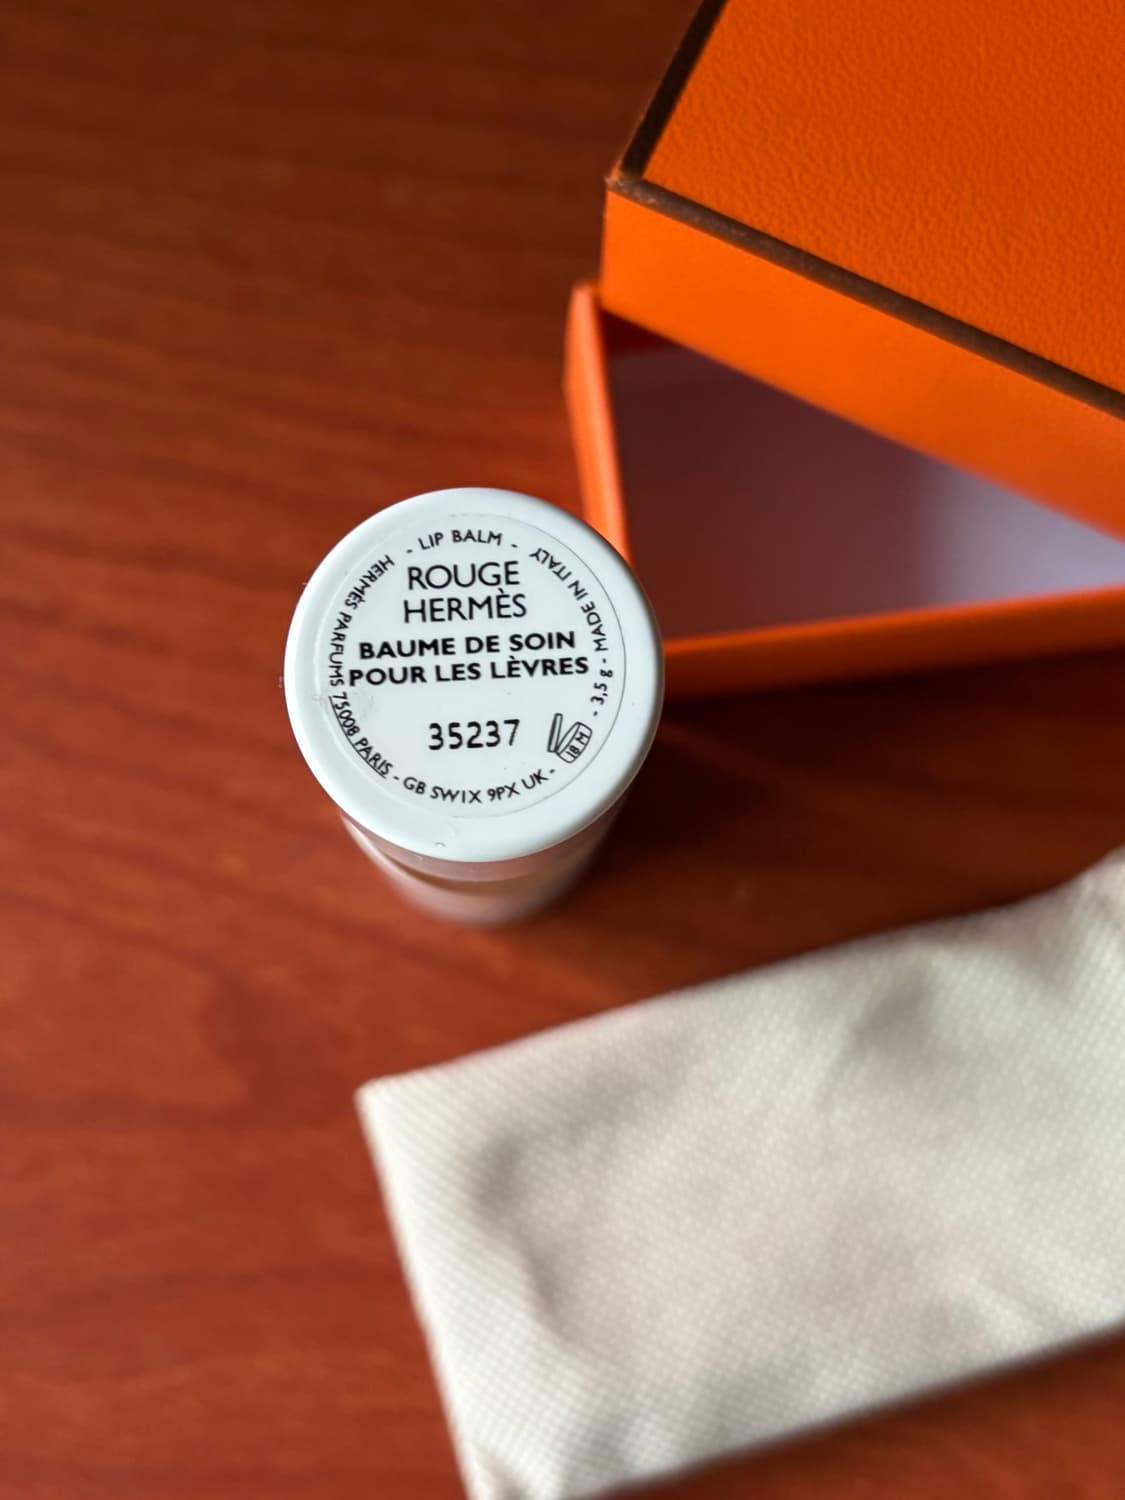 - LIP BALM -
ROUGE
HERMÈS
BAUME DE SOIN
POUR LES LÈVRES
35237
18 M
HERMÈS PARFUMS 75008 PARIS - GB SW1X 9PX UK -
- 3,5 g - MADE IN ITALY